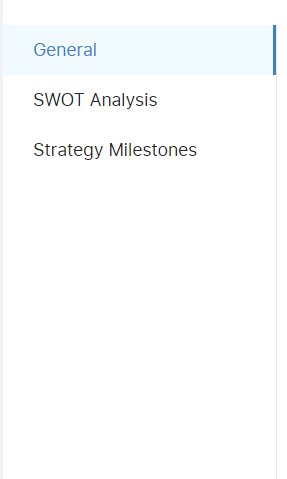 General
SWOT Analysis
Strategy Milestones